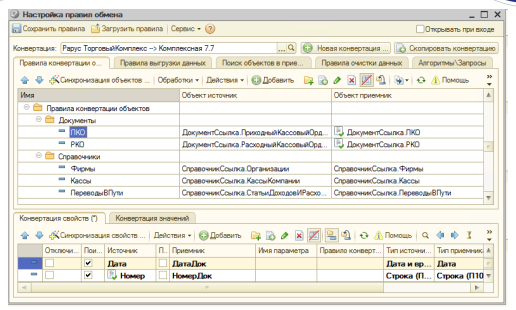 Настройка правил обмена
Сохранить правила Загрузить правила Сервис Открывать при входе
Конвертация: Парус ТорговыйКомплекс --> Комплексная 7.7 ... Новая конвертация ... Скопировать конвертацию
Правила конвертации о... Правила выгрузки данных Поиск объектов в прие... Правила очистки данных Алгоритмы\Запросы
Синхронизация объектов ... Обработки Действия Добавить Помощь
Имя Объект источник Объект приемник
Правила конвертации объектов
Документы
ПКО ДокументСсылка.ПриходныйКассовыйОрд... ДокументСсылка.ПКО
РКО ДокументСсылка.РасходныйКассовыйОрд... ДокументСсылка.РКО
Справочники
Фирмы СправочникСсылка.Организации СправочникСсылка.Фирмы
Кассы СправочникСсылка.КассыКомпании СправочникСсылка.Кассы
ПереводыВПути СправочникСсылка.СтатьиДоходовИРасхо... СправочникСсылка.ПереводыВПути
Конвертация свойств (*) Конвертация значений
Синхронизация свойств ... Действия Добавить Помощь
Отключи... Пои... Источник П.. Приемник Имя параметра Правило конверт... Тип источни... Тип приемник
Дата ДатаДок Дата и вр... Дата
Номер НомерДок Строка (П... Строка (П10